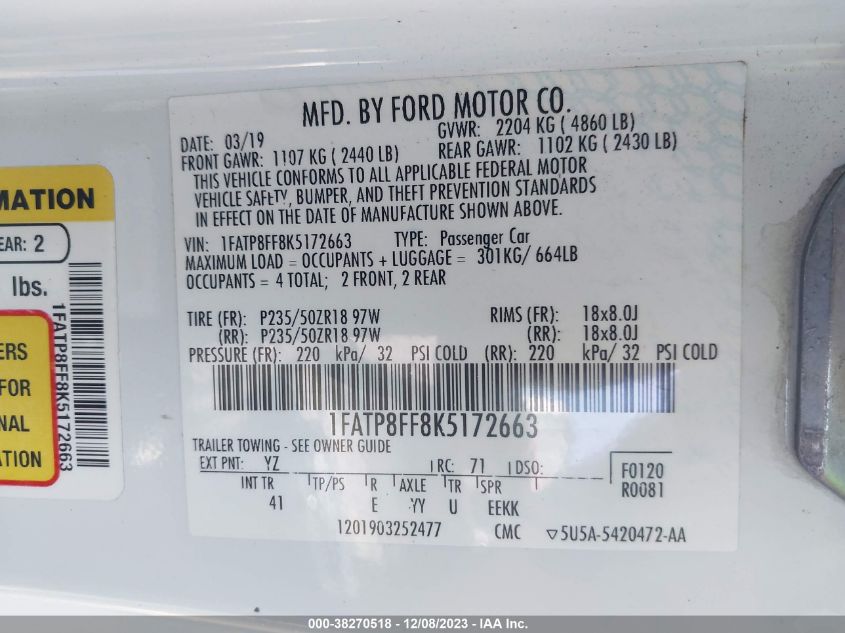 MFD. BY FORD MOTOR CO.
DATE: 03/19 GVWR: 2204 KG ( 4860 LB)
FRONT GAWR: 1107 KG ( 2440 LB) REAR GAWR: 1102 KG ( 2430 LB)
THIS VEHICLE CONFORMS TO ALL APPLICABLE FEDERAL MOTOR
VEHICLE SAFETY, BUMPER, AND THEFT PREVENTION STANDARDS
IN EFFECT ON THE DATE OF MANUFACTURE SHOWN ABOVE.
VIN: 1FATP8FF8K5172663 TYPE: Passenger Car
MAXIMUM LOAD = OCCUPANTS + LUGGAGE = 301KG/ 664LB
OCCUPANTS = 4 TOTAL; 2 FRONT, 2 REAR
TIRE (FR): P235/50ZR18 97W RIMS (FR): 18x8.0J
(RR): P235/50ZR18 97W (RR): 18x8.0J
PRESSURE (FR): 220 kPa/ 32 PSI COLD (RR): 220 kPa/ 32 PSI COLD
1FATP8FF8K5172663
TRAILER TOWING - SEE OWNER GUIDE
EXT PNT: YZ RC: 71 DSO: F0120
INT TR TP/PS R AXLE TR SPR R0081
41 E YY U EEKK
1201903252477 CMC ▽5U5A-5420472-AA
MATION
EAR: 2
lbs.
ERS
FOR
NAL
ATION
1FATP8FF8K5172663
000-38270518 - 12/08/2023 - IAA Inc.